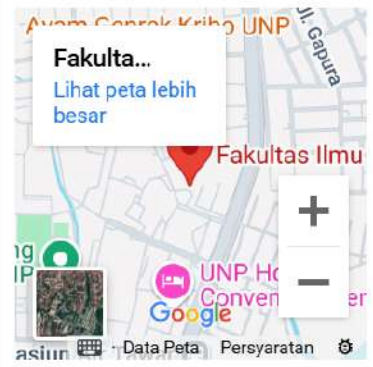 Ayam Geprek Kribo UNP
Jl. Gapura
Fakulta...
Lihat peta lebih
besar
Fakultas Ilmu
UNP Ho
Conven
er
Google
Data Peta
Persyaratan